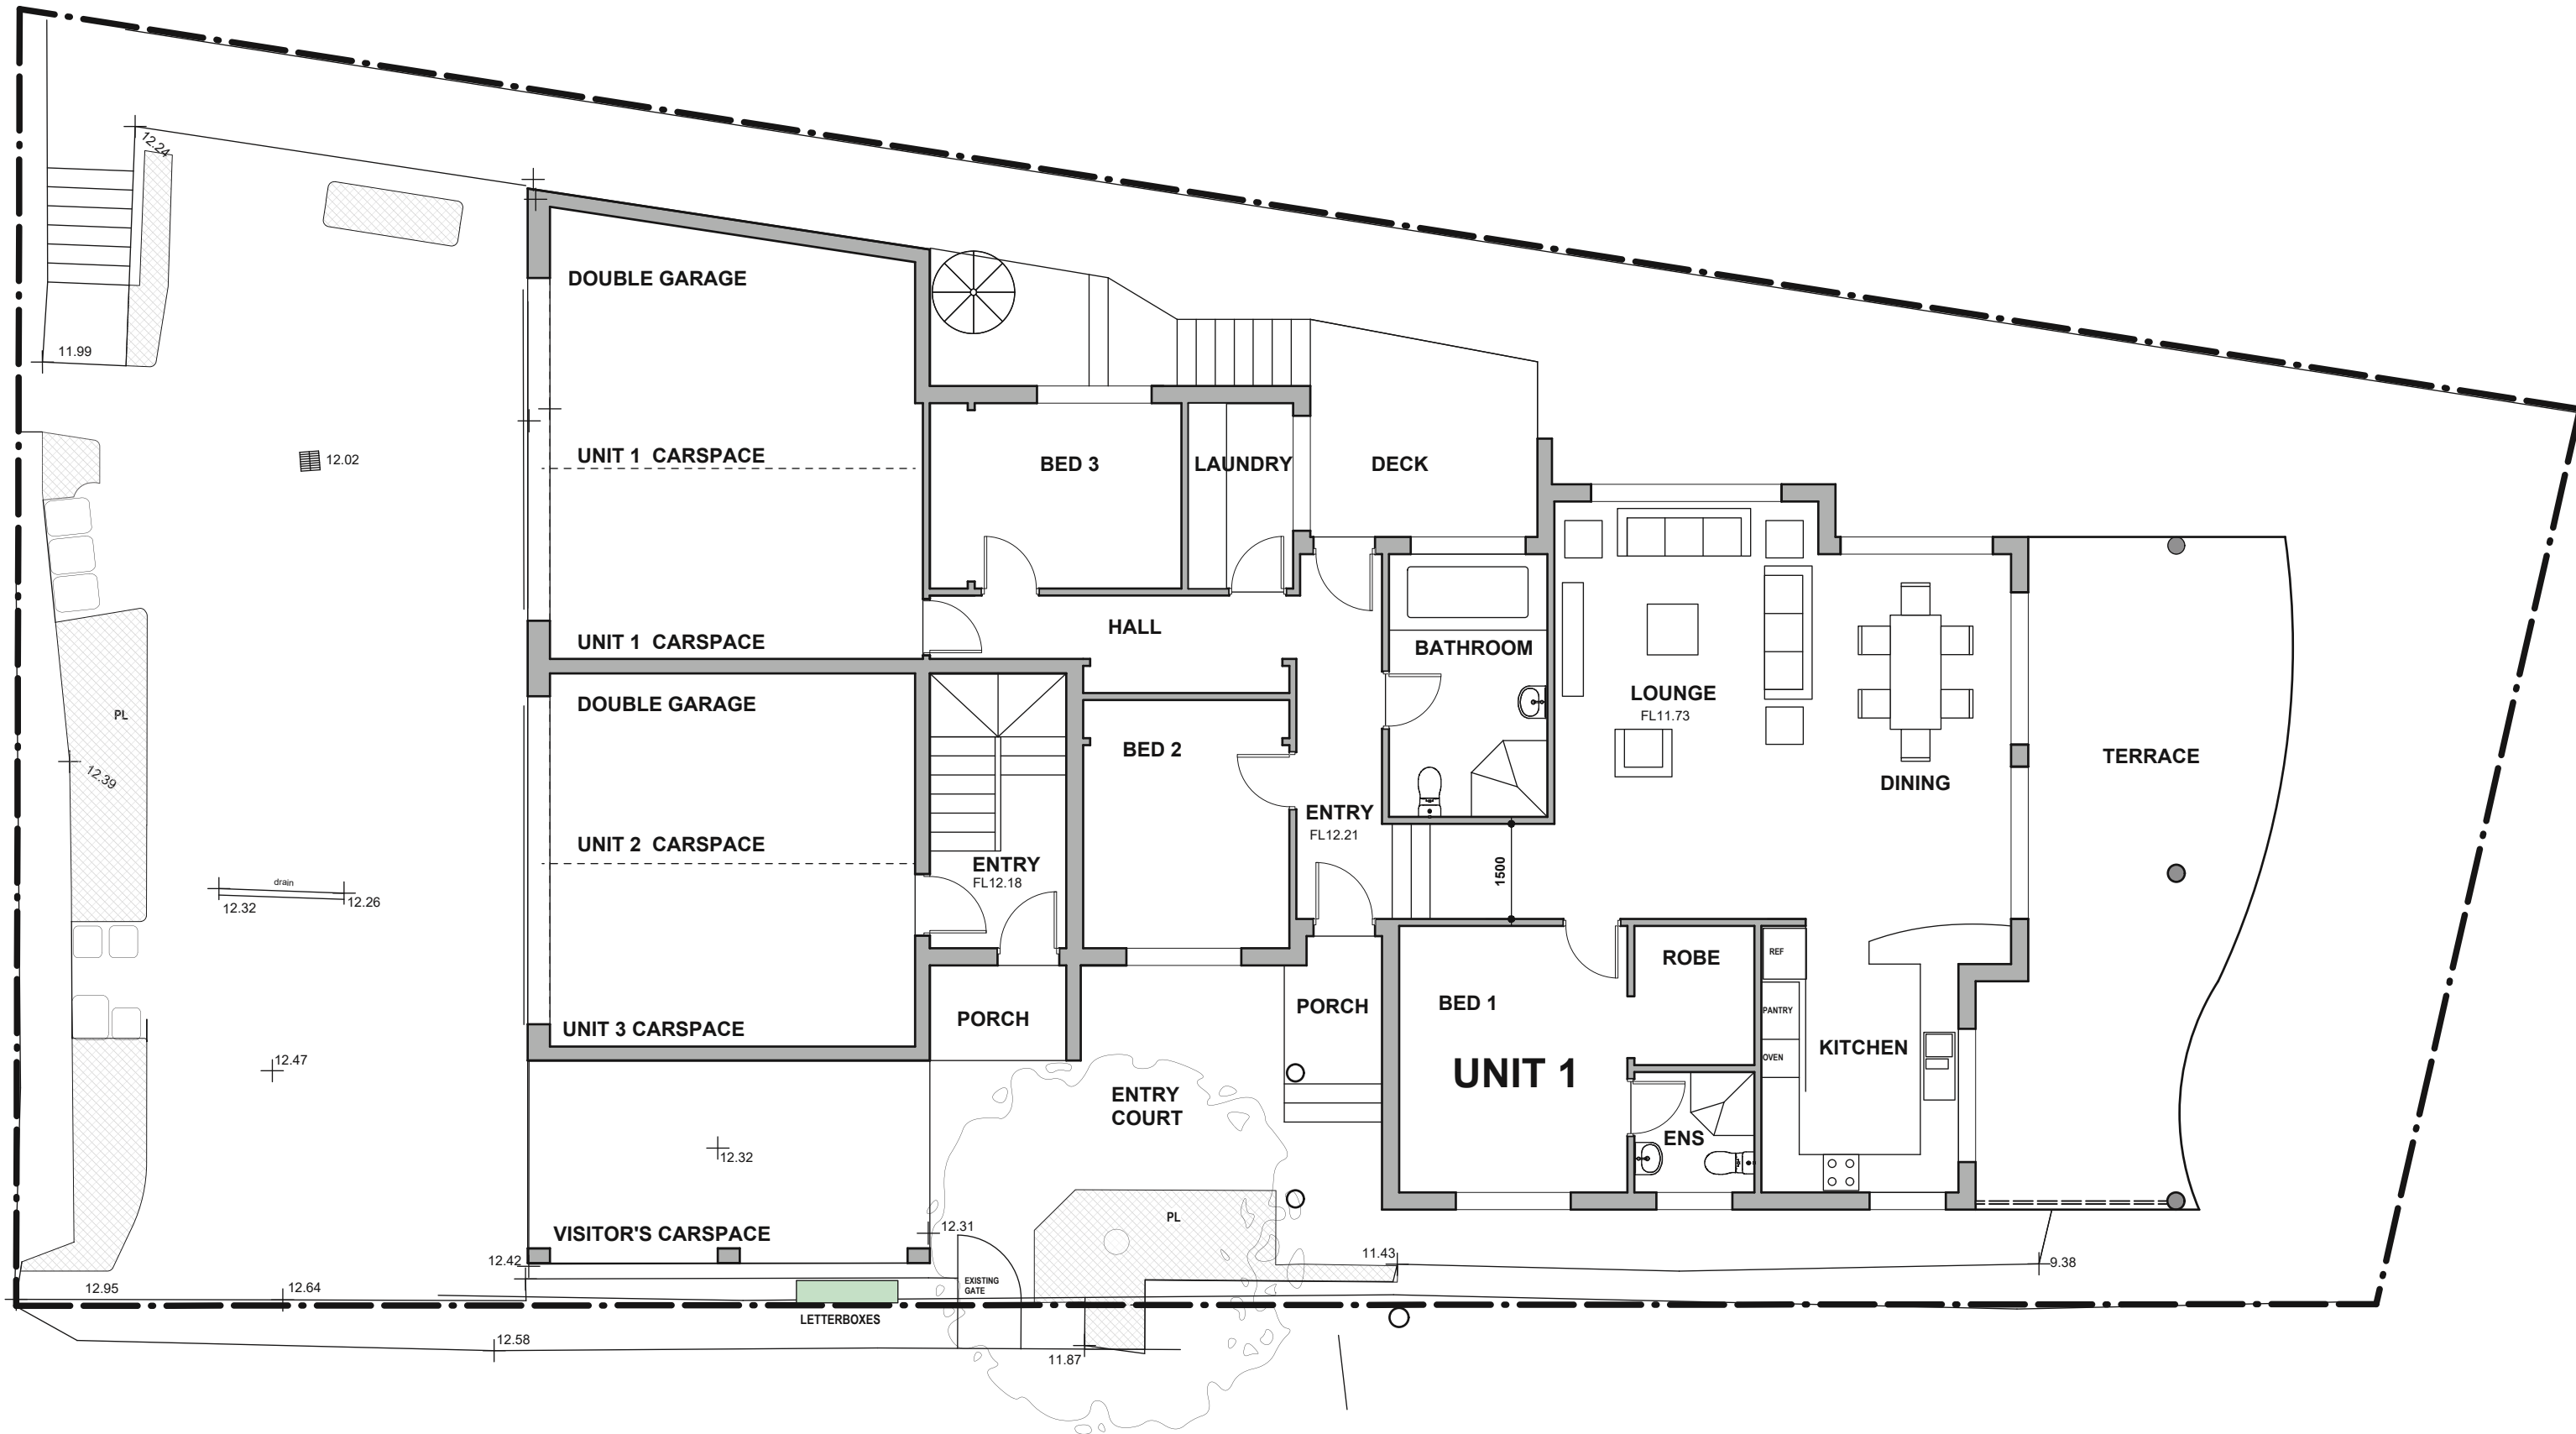 12.24
DOUBLE GARAGE
11.99
UNIT 1 CARSPACE
12.02
BED 3
LAUNDRY
DECK
HALL
UNIT 1 CARSPACE
BATHROOM
LOUNGE
FL11.73
DOUBLE GARAGE
PL
BED 2
TERRACE
12.39
DINING
ENTRY
FL12.21
UNIT 2 CARSPACE
ENTRY
FL12.18
1500
drain
12.32
12.26
ROBE
REF
BED 1
PORCH
PANTRY
PORCH
UNIT 3 CARSPACE
KITCHEN
OVEN
12.47
UNIT 1
ENTRY
COURT
ENS
12.32
PL
12.31
VISITOR'S CARSPACE
12.42
11.43
9.38
EXISTING
GATE
12.95
12.64
LETTERBOXES
12.58
11.87